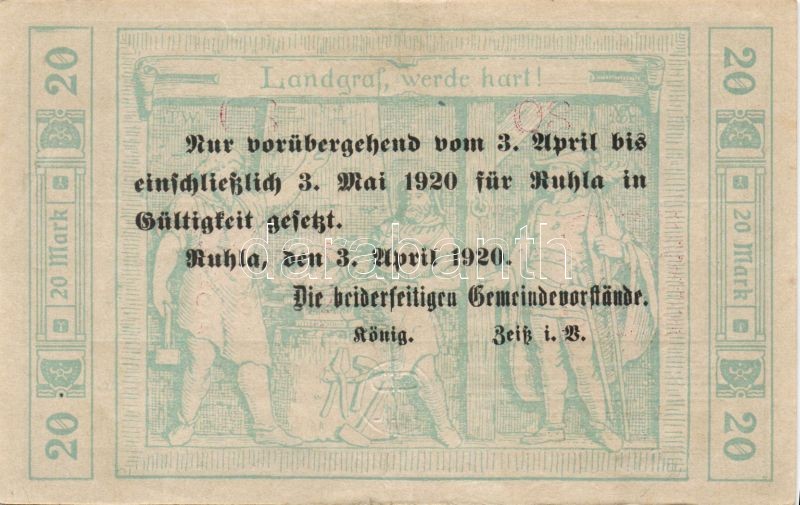 20
20
Landgraf, werde hart!
Nur vorübergehend vom 3. April bis
einschließlich 3. Mai 1920 für Ruhla in
Gültigkeit gesetzt.
Ruhla, den 3. April 1920.
Die beiderseitigen Gemeindevorstände.
König. Zeiß i. V.
20 Mark
20 Mark
darabanth
20
20